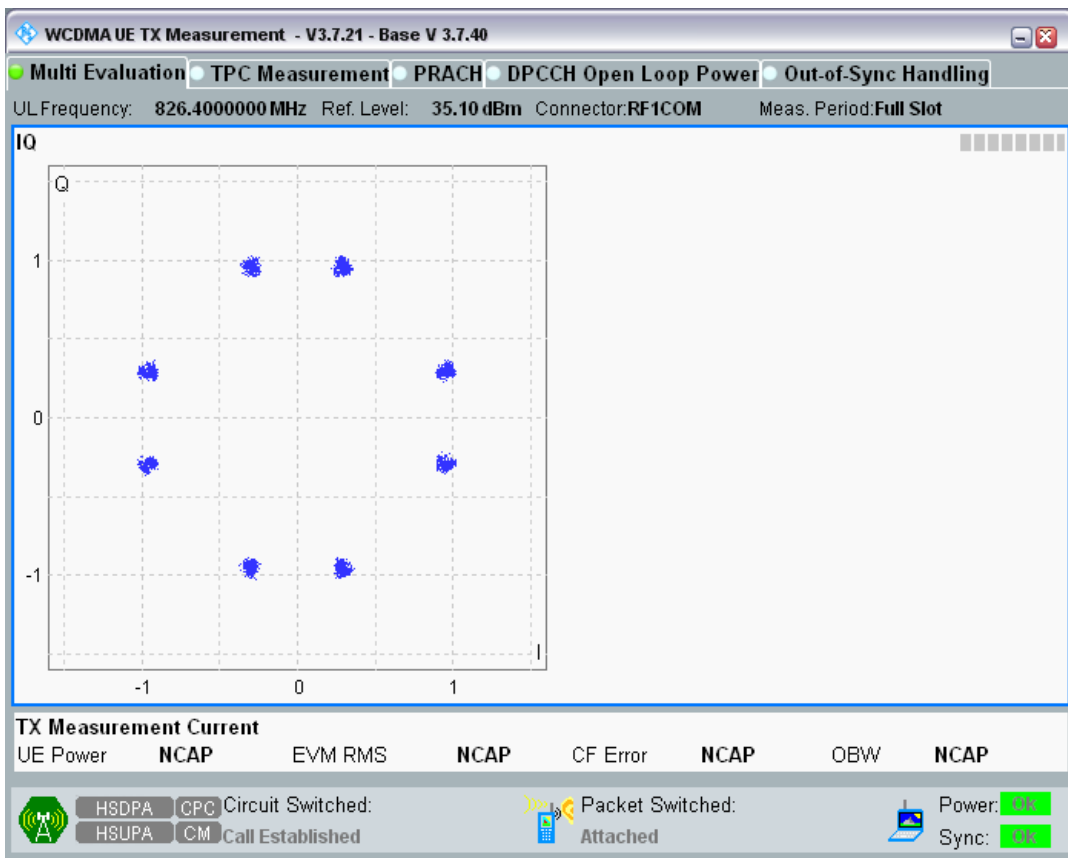 WCDMA UE TX Measurement - V3.7.21 - Base V 3.7.40
Multi Evaluation TPC Measurement PRACH DPCCH Open Loop Power Out-of-Sync Handling
UL Frequency: 826.4000000 MHz Ref. Level: 35.10 dBm Connector:RF1COM Meas. Period:Full Slot
IQ
Q
1
0
-1
I
-1 0 1
TX Measurement Current
UE Power NCAP EVM RMS NCAP CF Error NCAP OBW NCAP
HSDPA CPC Circuit Switched: Packet Switched: Power: Ok
HSUPA CM Call Established Attached Sync: Ok